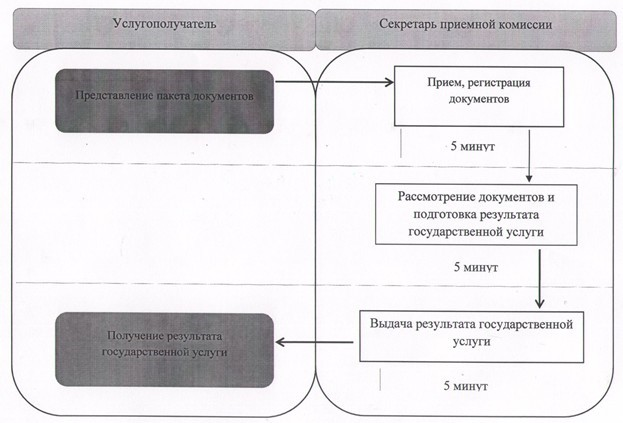 Услугополучатель
Секретарь приемной комиссии
Представление пакета документов
Прием, регистрация
документов
5 минут
Рассмотрение документов и
подготовка результата
государственной услуги
5 минут
Получение результата
государственной услуги
Выдача результата государственной
услуги
5 минут